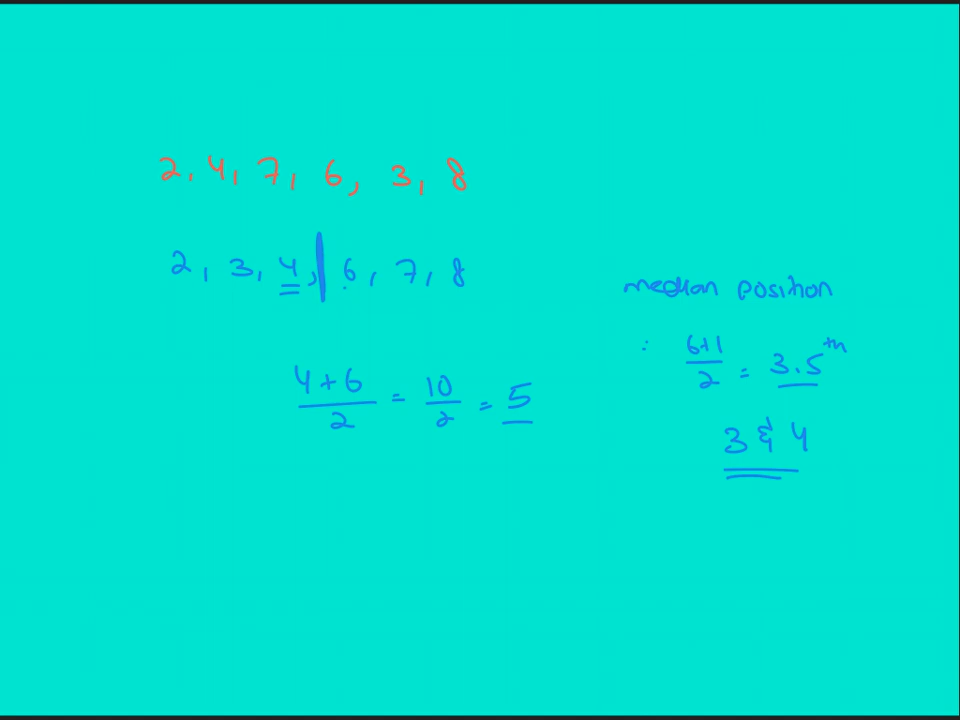 2, 4, 7, 6, 3, 8
2, 3, 4, | 6, 7, 8
median position
: 6+1/2 = 3.5th
4+6/2 = 10/2 = 5
3 & 4